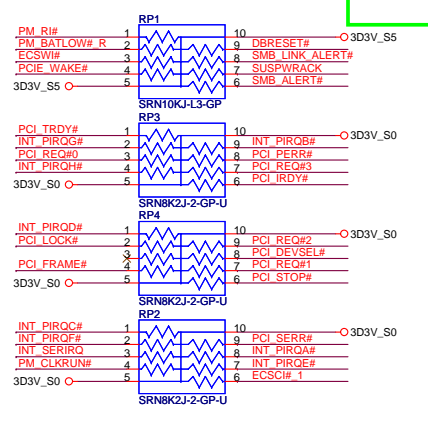 RP1
PM_RI# 1 10 3D3V_S5
PM_BATLOW#_R 2 9 DBRESET#
ECSWI# 3 8 SMB_LINK_ALERT#
PCIE_WAKE# 4 7 SUSPWRACK
3D3V_S5 5 6 SMB_ALERT#
SRN10KJ-L3-GP
RP3
PCI_TRDY# 1 10 3D3V_S0
INT_PIRQG# 2 9 INT_PIRQB#
PCI_REQ#0 3 8 PCI_PERR#
INT_PIRQH# 4 7 PCI_REQ#3
3D3V_S0 5 6 PCI_IRDY#
SRN8K2J-2-GP-U
RP4
INT_PIRQD# 1 10 3D3V_S0
PCI_LOCK# 2 9 PCI_REQ#2
3 8 PCI_DEVSEL#
PCI_FRAME# 4 7 PCI_REQ#1
3D3V_S0 5 6 PCI_STOP#
SRN8K2J-2-GP-U
RP2
INT_PIRQC# 1 10 3D3V_S0
INT_PIRQF# 2 9 PCI_SERR#
INT_SERIRQ 3 8 INT_PIRQA#
PM_CLKRUN# 4 7 INT_PIRQE#
3D3V_S0 5 6 ECSCI#_1
SRN8K2J-2-GP-U